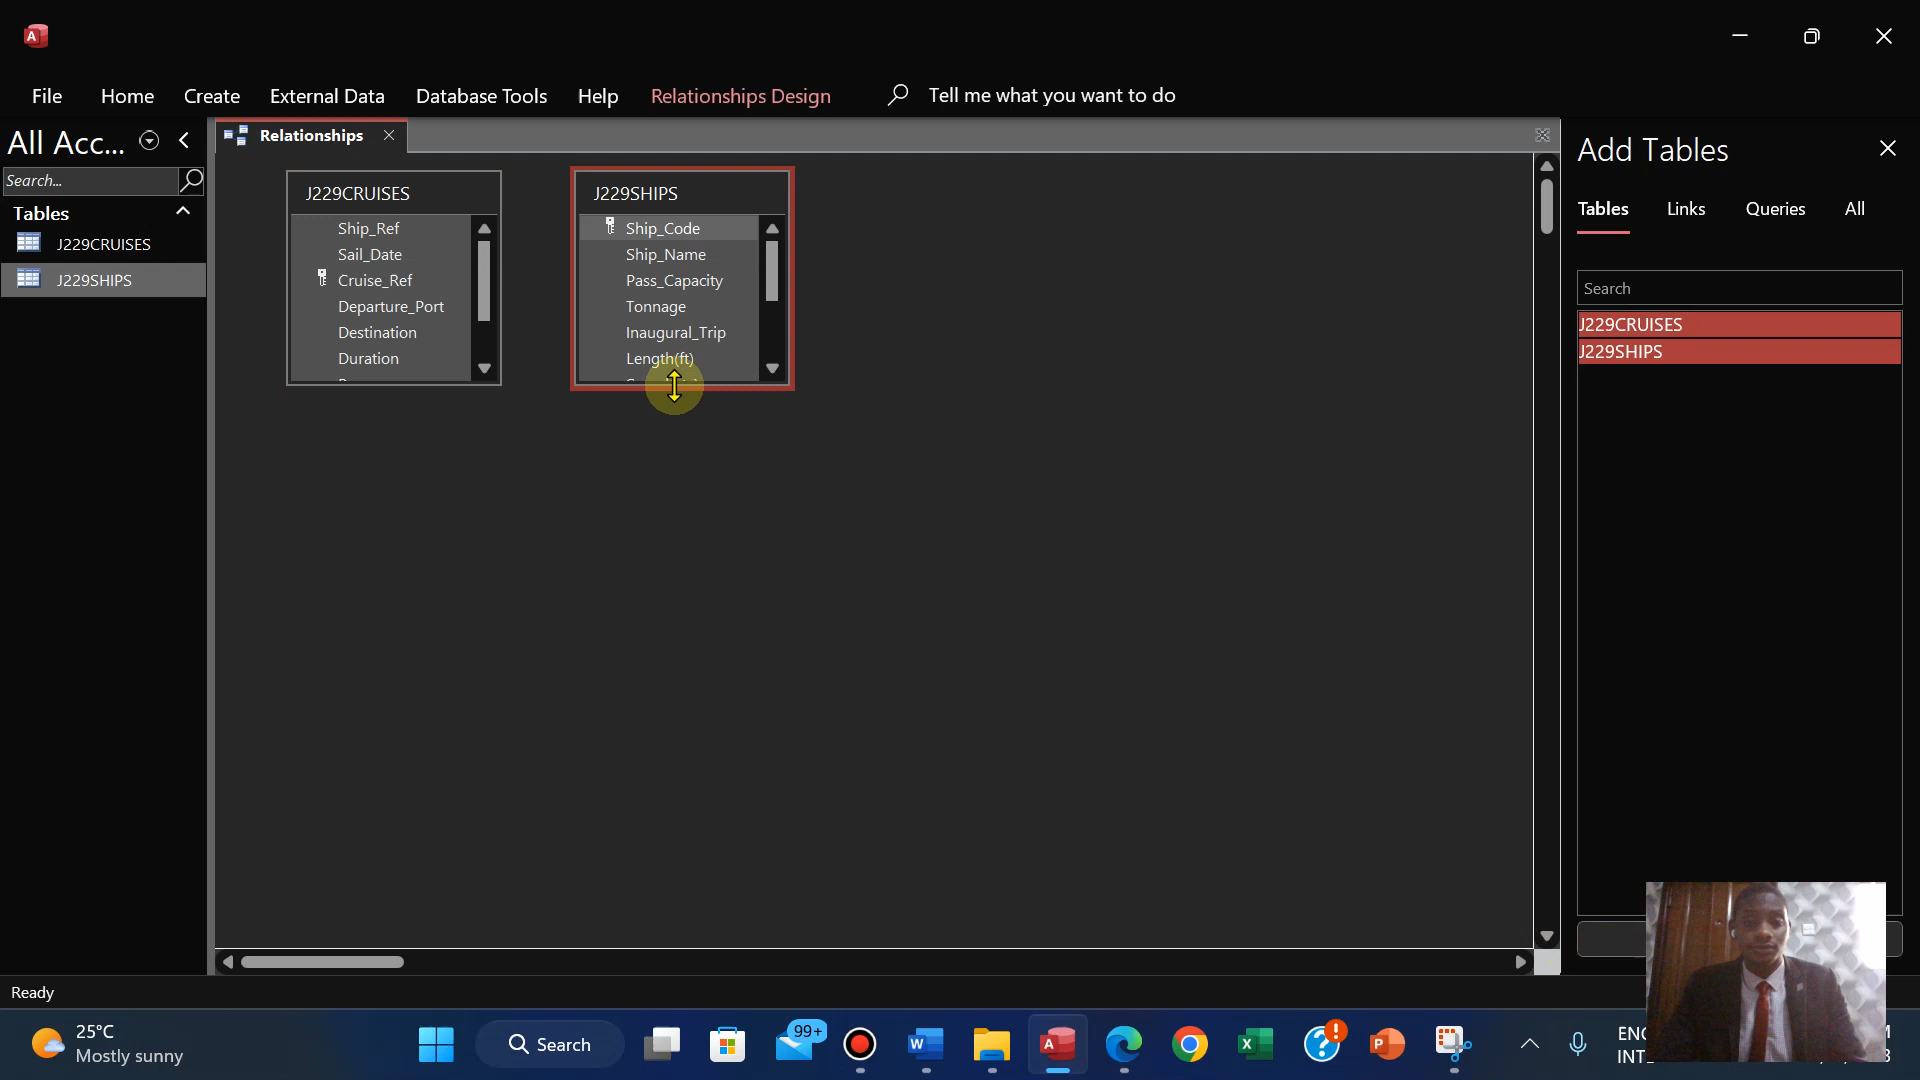 File Home Create External Data Database Tools Help Relationships Design Tell me what you want to do
All Acc...
Search...
Tables
J229CRUISES
J229SHIPS
Relationships
J229CRUISES
Ship_Ref
Sail_Date
Cruise_Ref
Departure_Port
Destination
Duration
J229SHIPS
Ship_Code
Ship_Name
Pass_Capacity
Tonnage
Inaugural_Trip
Length(ft)
Add Tables
Tables Links Queries All
Search
J229CRUISES
J229SHIPS
Ready
25°C
Mostly sunny
Search
99+